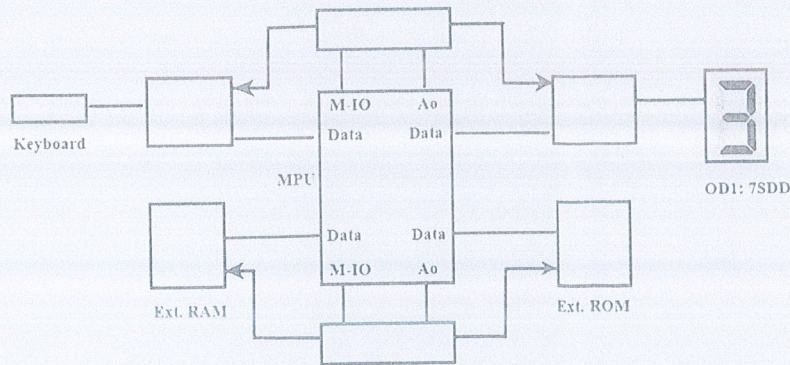 M-IO Ao
Data Data
Keyboard
MPU
OD1: 7SDD
Data Data
M-IO Ao
Ext. RAM
Ext. ROM